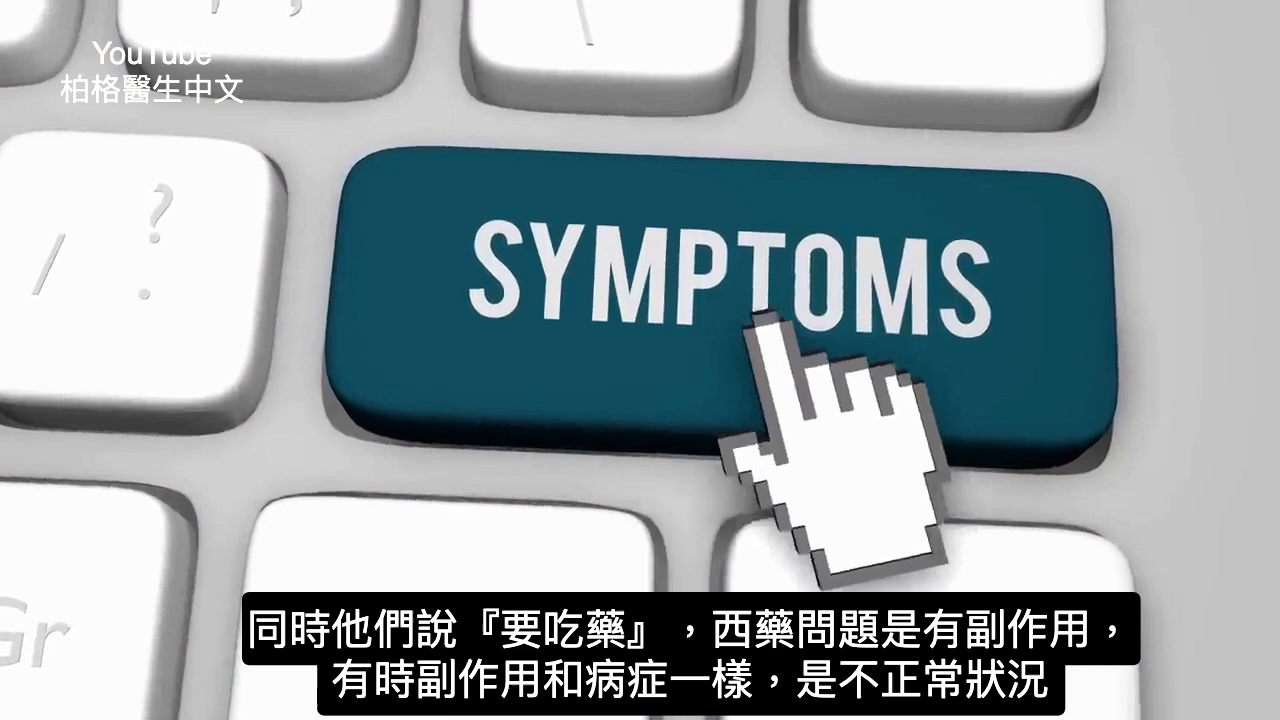 YouTube
柏格醫生中文
?
/ .
SYMPTOMS
Gr
同時他們說『要吃藥』，西藥問題是有副作用，
有時副作用和病症一樣，是不正常狀況